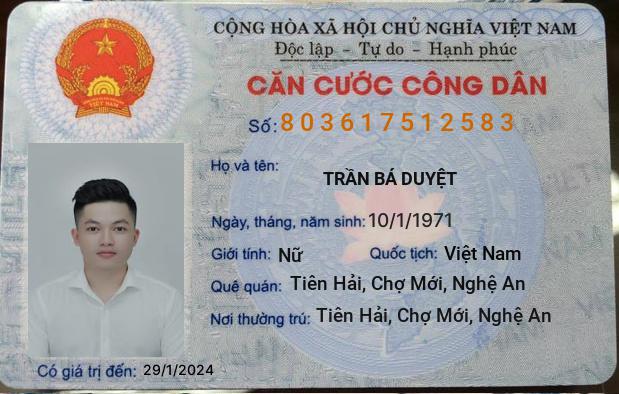 CỘNG HÒA XÃ HỘI CHỦ NGHĨA VIỆT NAM
Độc lập - Tự do - Hạnh phúc
CĂN CƯỚC CÔNG DÂN
Số: 803617512583
Họ và tên:
TRẦN BÁ DUYỆT
Ngày, tháng, năm sinh: 10/1/1971
Giới tính: Nữ Quốc tịch: Việt Nam
Quê quán: Tiên Hải, Chợ Mới, Nghệ An
Nơi thường trú: Tiên Hải, Chợ Mới, Nghệ An
Có giá trị đến: 29/1/2024
VIỆT NAM